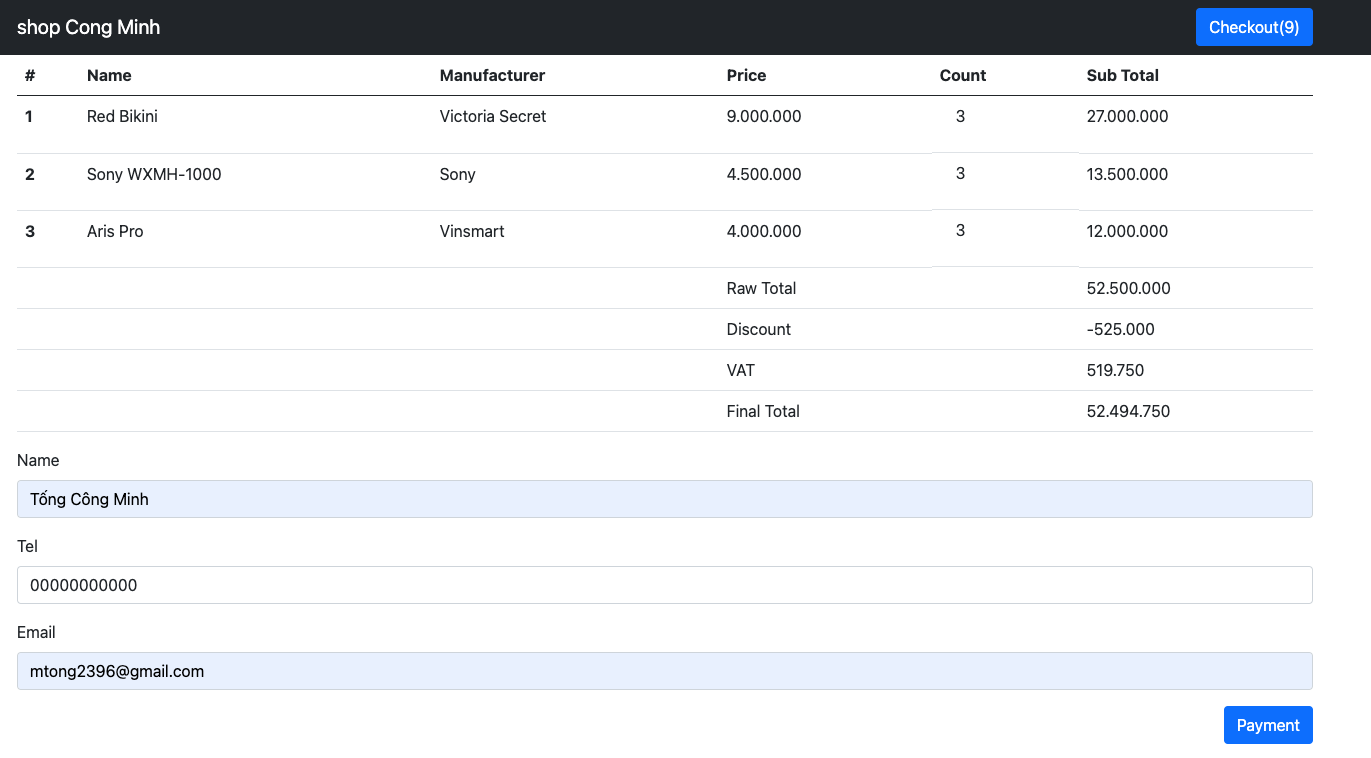 shop Cong Minh Checkout(9)
# Name Manufacturer Price Count Sub Total
1 Red Bikini Victoria Secret 9.000.000 3 27.000.000
2 Sony WXMH-1000 Sony 4.500.000 3 13.500.000
3 Aris Pro Vinsmart 4.000.000 3 12.000.000
Raw Total 52.500.000
Discount -525.000
VAT 519.750
Final Total 52.494.750
Name
Tống Công Minh
Tel
00000000000
Email
mtong2396@gmail.com
Payment